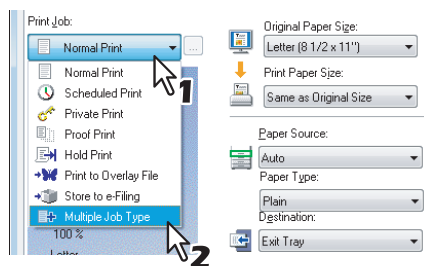 Print Job:
Normal Print
...
Normal Print
Scheduled Print
Private Print
Proof Print
Hold Print
Print to Overlay File
Store to e-Filing
Multiple Job Type
100 %
Letter
1
2
Original Paper Size:
Letter (8 1/2 x 11")
Print Paper Size:
Same as Original Size
Paper Source:
Auto
Paper Type:
Plain
Destination:
Exit Tray